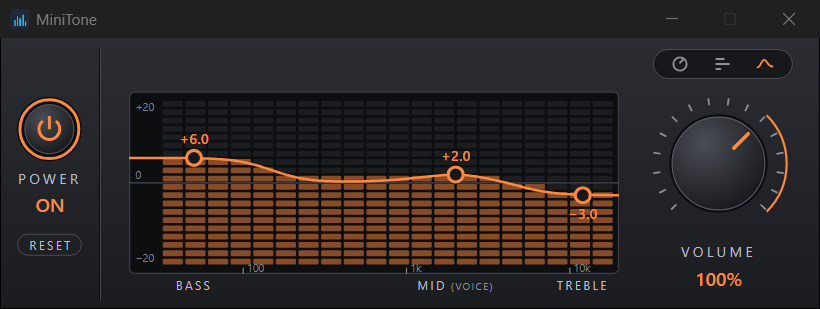 MiniTone
+20
+6.0
+2.0
0
−3.0
−20
100
1k
10k
BASS
MID (VOICE)
TREBLE
POWER
ON
RESET
VOLUME
100%